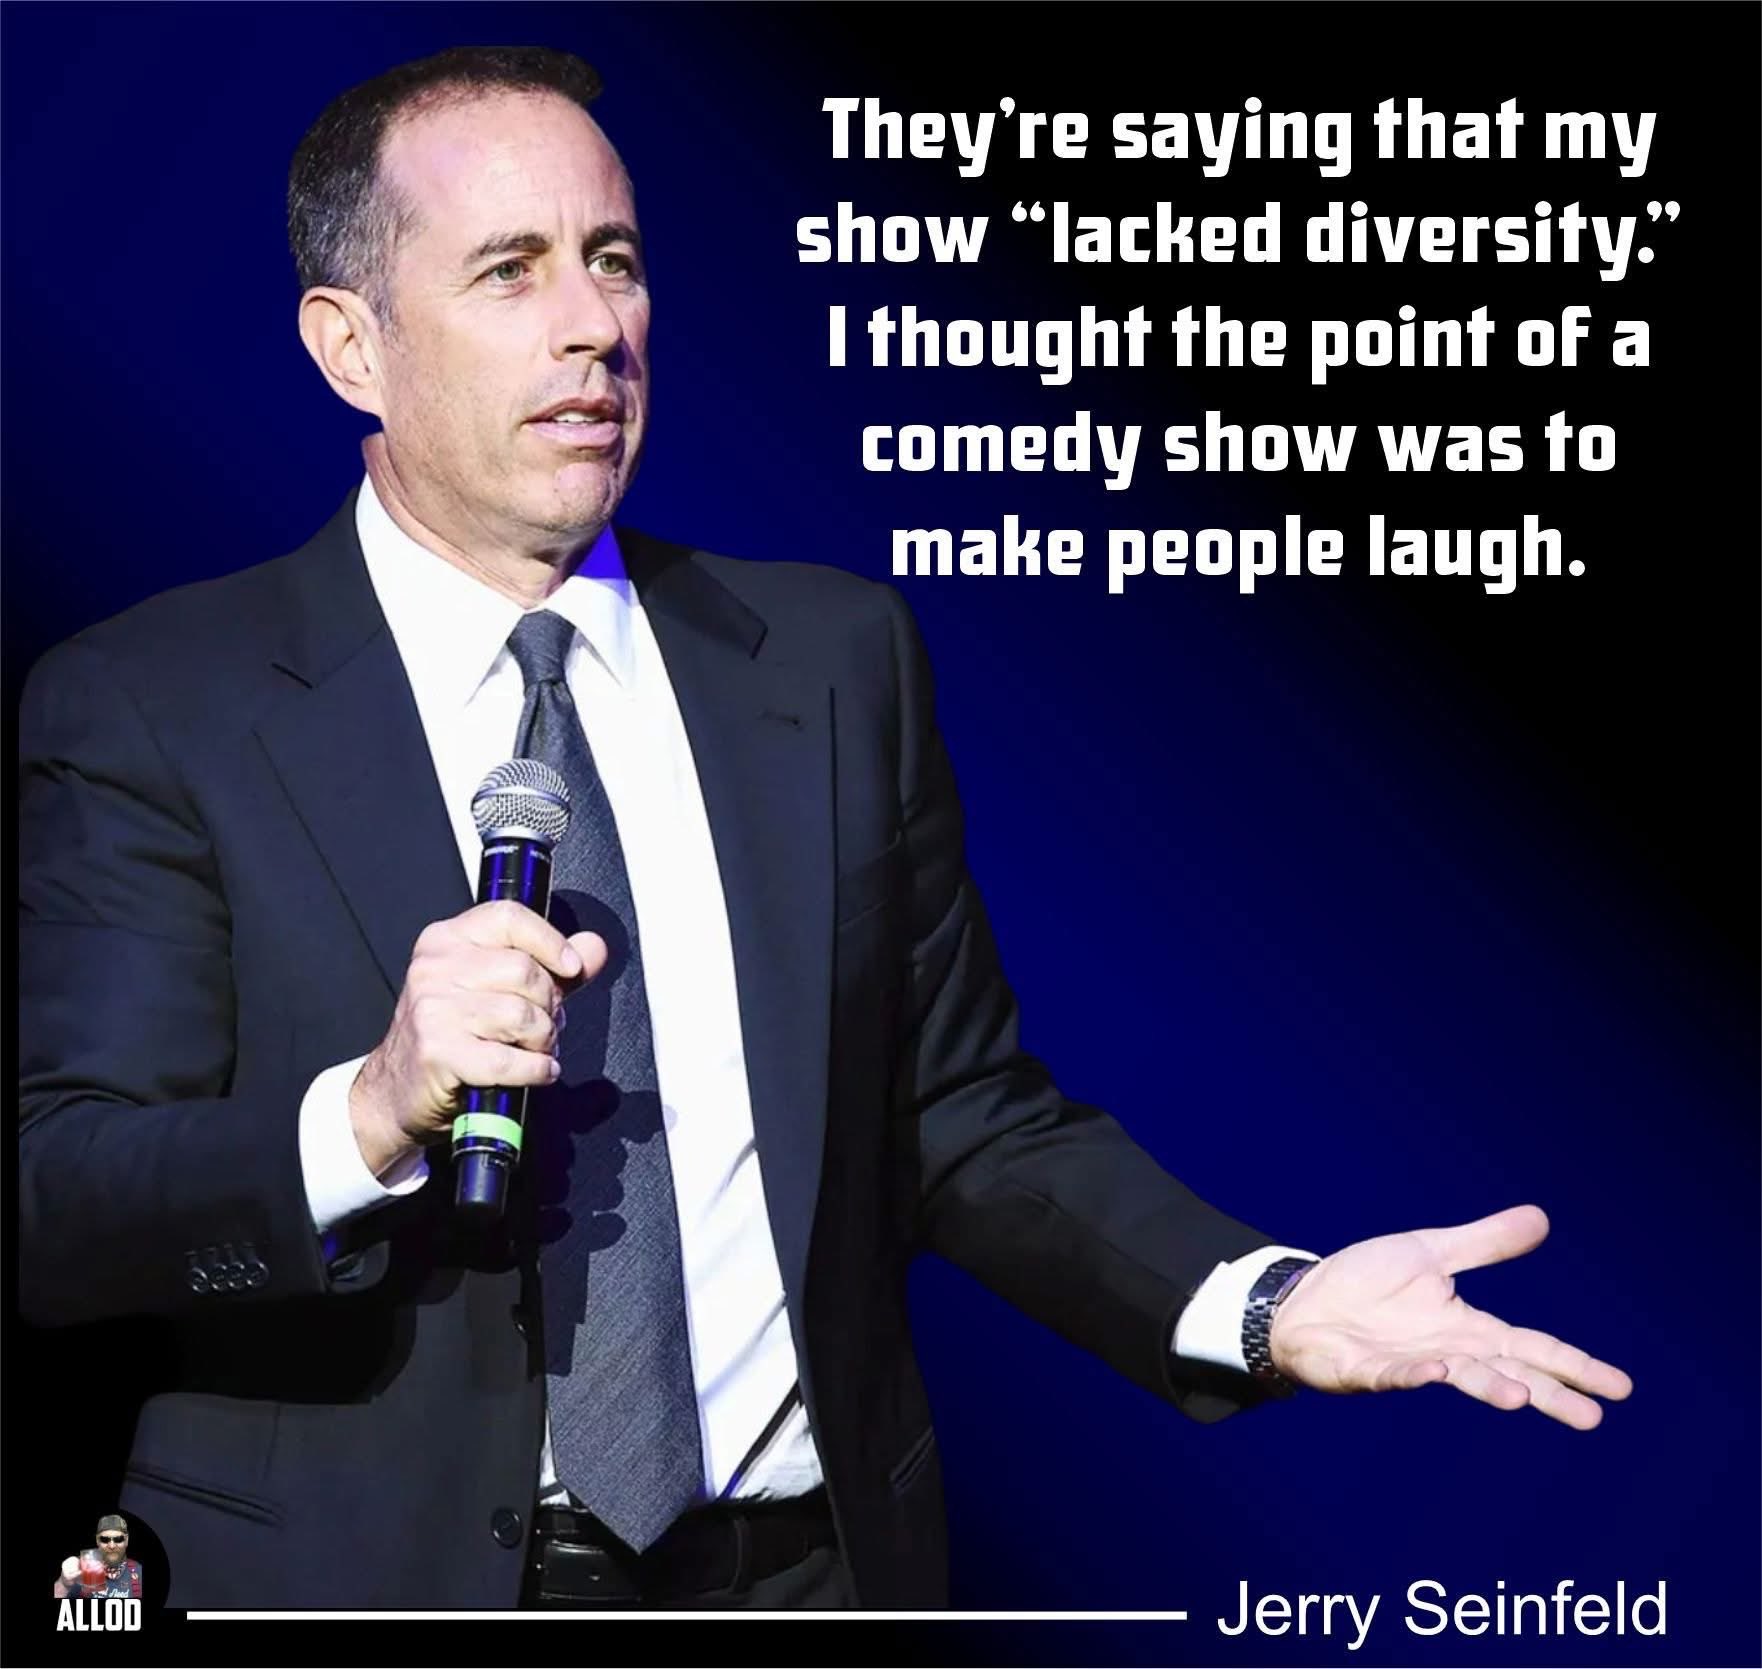 They’re saying that my
show “lacked diversity.”
I thought the point of a
comedy show was to
make people laugh.
ALLOD
Jerry Seinfeld